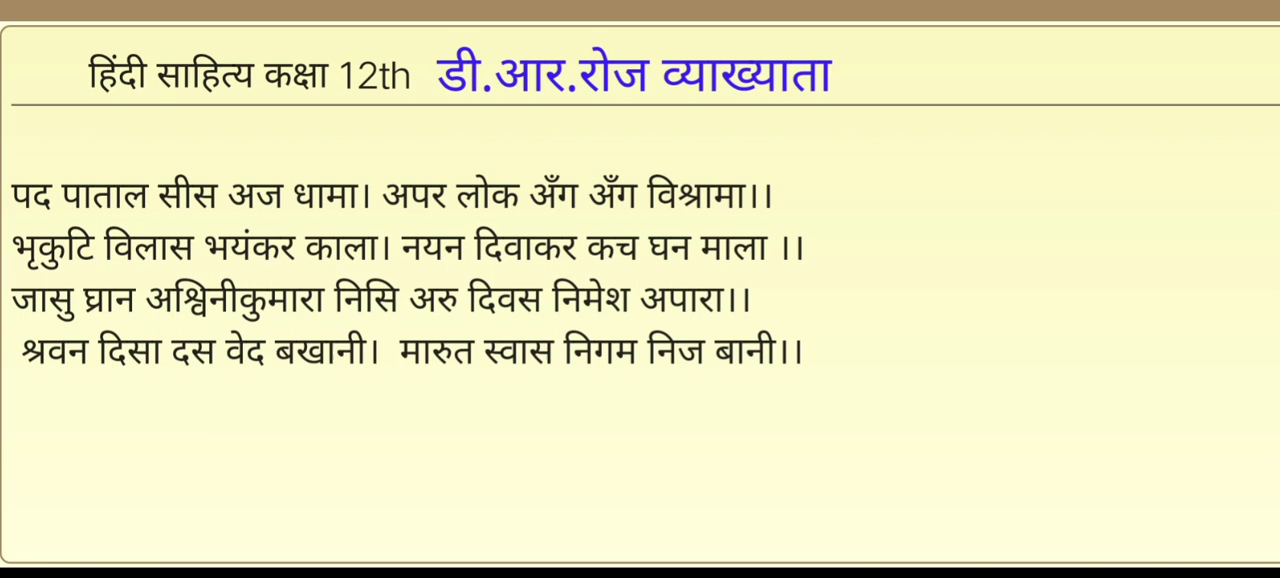 हिंदी साहित्य कक्षा 12th डी.आर.रोज व्याख्याता
पद पाताल सीस अज धामा। अपर लोक अँग अँग विश्रामा।।
भृकुटि विलास भयंकर काला। नयन दिवाकर कच घन माला ।।
जासु घ्रान अश्विनीकुमारा निसि अरु दिवस निमेश अपारा।।
श्रवन दिसा दस वेद बखानी। मारुत स्वास निगम निज बानी।।